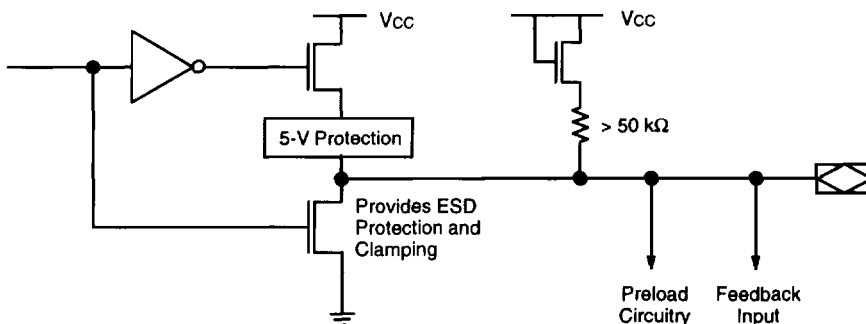 VCC
VCC
5-V Protection
> 50 kΩ
Provides ESD
Protection and
Clamping
Preload
Circuitry
Feedback
Input